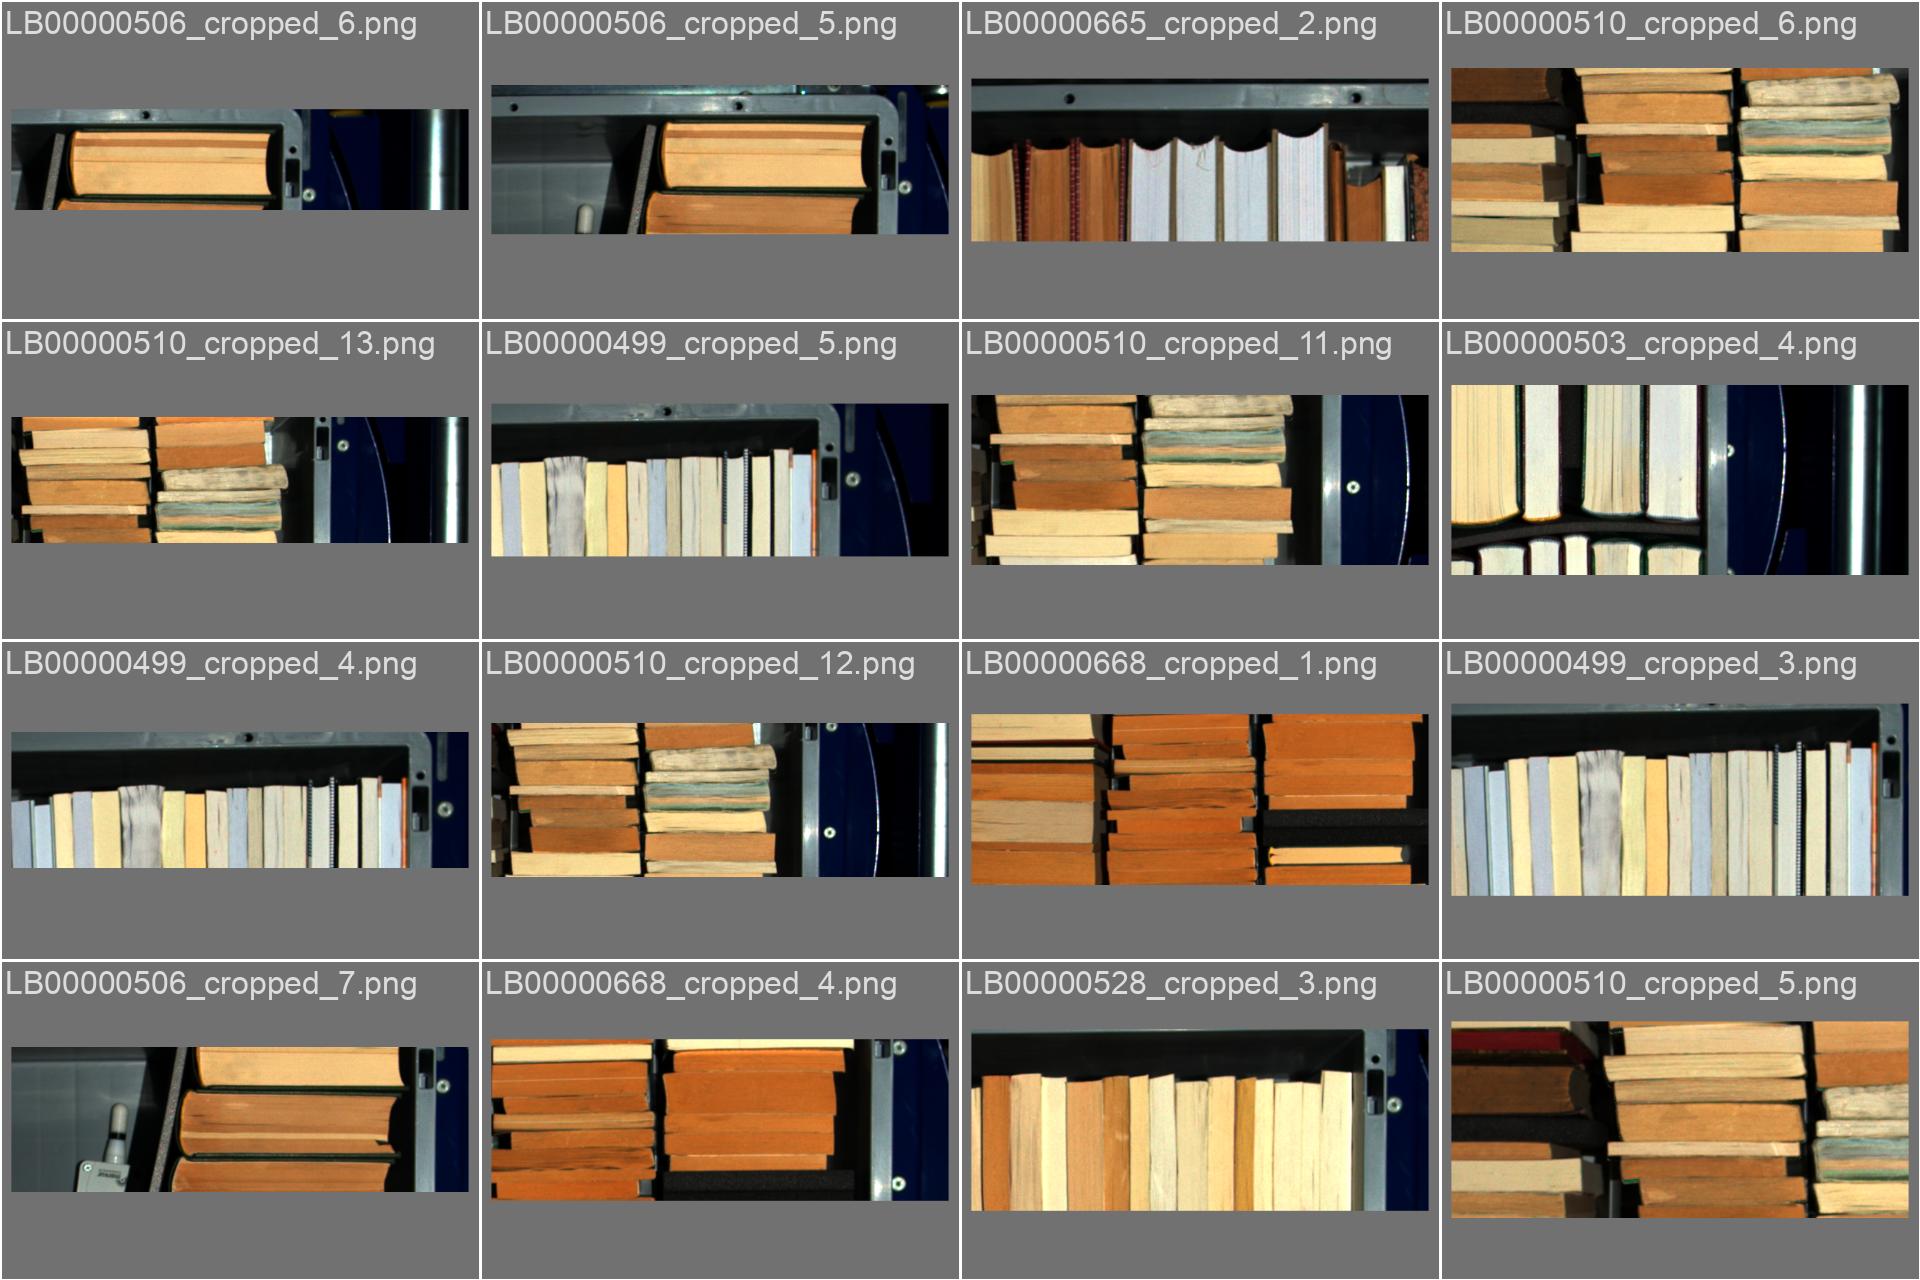 LB00000506_cropped_6.png
LB00000506_cropped_5.png
LB00000665_cropped_2.png
LB00000510_cropped_6.png
LB00000510_cropped_13.png
LB00000499_cropped_5.png
LB00000510_cropped_11.png
LB00000503_cropped_4.png
LB00000499_cropped_4.png
LB00000510_cropped_12.png
LB00000668_cropped_1.png
LB00000499_cropped_3.png
LB00000506_cropped_7.png
LB00000668_cropped_4.png
LB00000528_cropped_3.png
LB00000510_cropped_5.png